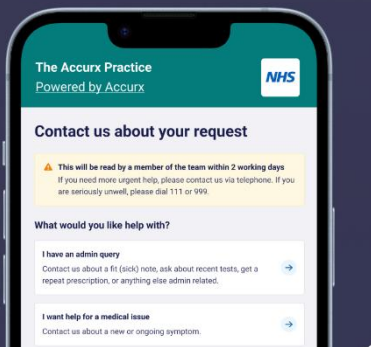 The Accurx Practice
Powered by Accurx
NHS
Contact us about your request
This will be read by a member of the team within 2 working days
If you need more urgent help, please contact us via telephone. If you
are seriously unwell, please dial 111 or 999.
What would you like help with?
I have an admin query
Contact us about a fit (sick) note, ask about recent tests, get a
repeat prescription, or anything else admin related.
I want help for a medical issue
Contact us about a new or ongoing symptom.